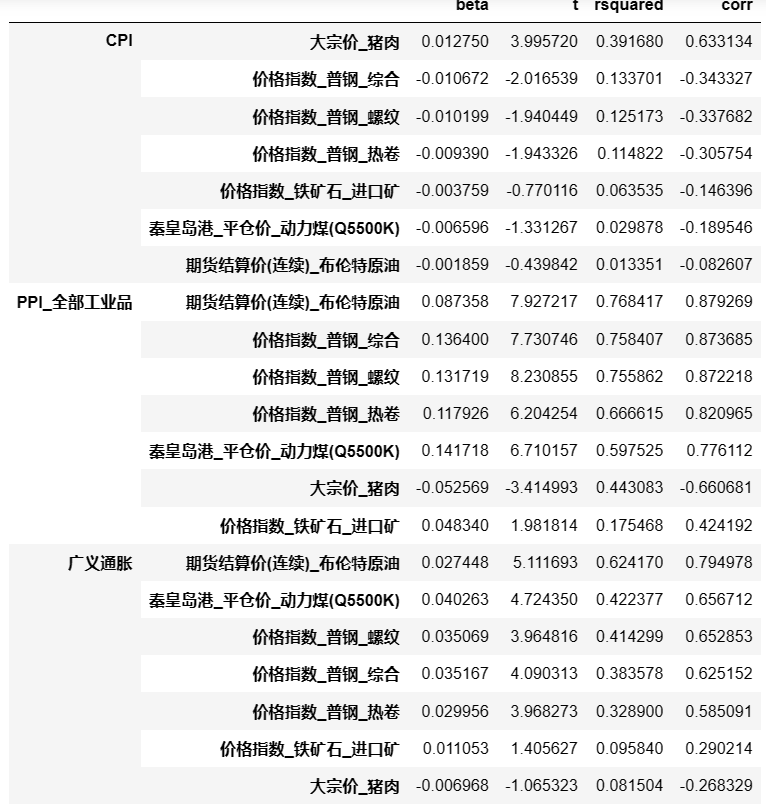 beta t rsquared corr
CPI 大宗价_猪肉 0.012750 3.995720 0.391680 0.633134
价格指数_普钢_综合 -0.010672 -2.016539 0.133701 -0.343327
价格指数_普钢_螺纹 -0.010199 -1.940449 0.125173 -0.337682
价格指数_普钢_热卷 -0.009390 -1.943326 0.114822 -0.305754
价格指数_铁矿石_进口矿 -0.003759 -0.770116 0.063535 -0.146396
秦皇岛港_平仓价_动力煤(Q5500K) -0.006596 -1.331267 0.029878 -0.189546
期货结算价(连续)_布伦特原油 -0.001859 -0.439842 0.013351 -0.082607
PPI_全部工业品 期货结算价(连续)_布伦特原油 0.087358 7.927217 0.768417 0.879269
价格指数_普钢_综合 0.136400 7.730746 0.758407 0.873685
价格指数_普钢_螺纹 0.131719 8.230855 0.755862 0.872218
价格指数_普钢_热卷 0.117926 6.204254 0.666615 0.820965
秦皇岛港_平仓价_动力煤(Q5500K) 0.141718 6.710157 0.597525 0.776112
大宗价_猪肉 -0.052569 -3.414993 0.443083 -0.660681
价格指数_铁矿石_进口矿 0.048340 1.981814 0.175468 0.424192
广义通胀 期货结算价(连续)_布伦特原油 0.027448 5.111693 0.624170 0.794978
秦皇岛港_平仓价_动力煤(Q5500K) 0.040263 4.724350 0.422377 0.656712
价格指数_普钢_螺纹 0.035069 3.964816 0.414299 0.652853
价格指数_普钢_综合 0.035167 4.090313 0.383578 0.625152
价格指数_普钢_热卷 0.029956 3.968273 0.328900 0.585091
价格指数_铁矿石_进口矿 0.011053 1.405627 0.095840 0.290214
大宗价_猪肉 -0.006968 -1.065323 0.081504 -0.268329